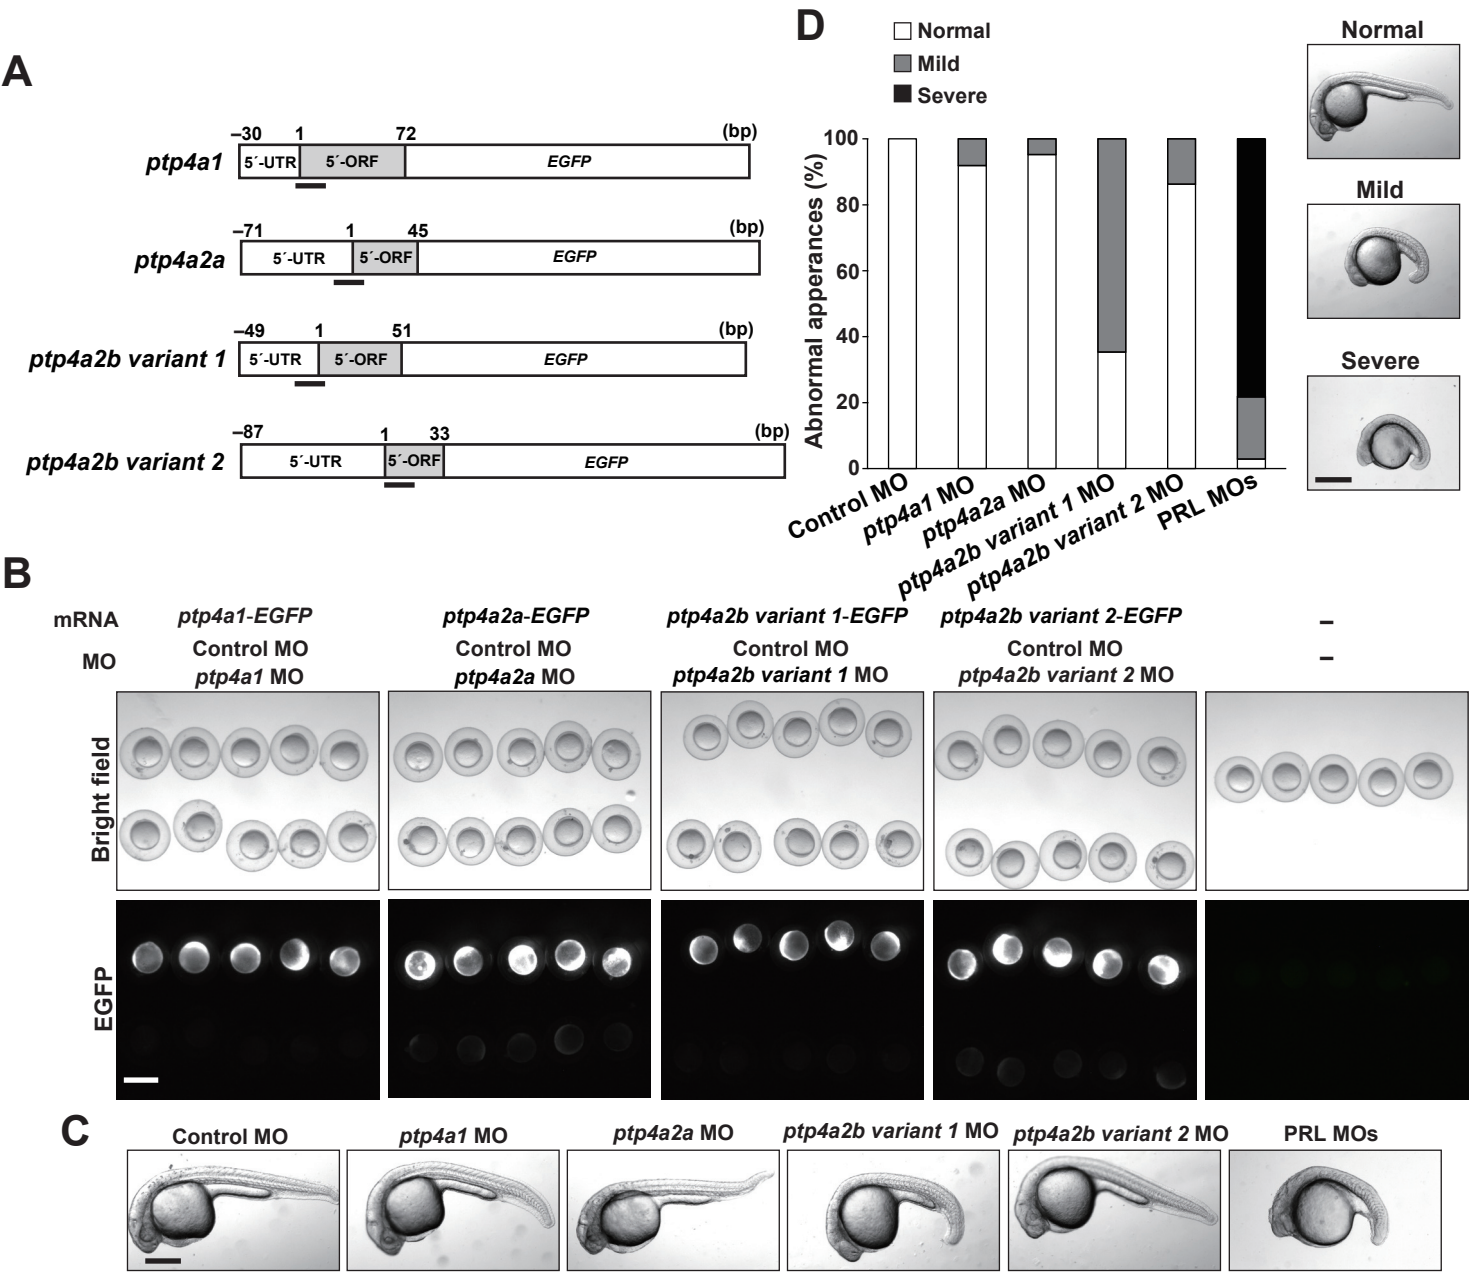 A
–30 1 72 (bp)
ptp4a1 5´-UTR 5´-ORF EGFP
–71 1 45 (bp)
ptp4a2a 5´-UTR 5´-ORF EGFP
–49 1 51 (bp)
ptp4a2b variant 1 5´-UTR 5´-ORF EGFP
–87 1 33 (bp)
ptp4a2b variant 2 5´-UTR 5´-ORF EGFP
D
Normal
Mild
Severe
Abnormal apperances (%)
100
80
60
40
20
0
Control MO
ptp4a1 MO
ptp4a2a MO
ptp4a2b variant 1 MO
ptp4a2b variant 2 MO
PRL MOs
Normal
Mild
Severe
B
mRNA ptp4a1-EGFP ptp4a2a-EGFP ptp4a2b variant 1-EGFP ptp4a2b variant 2-EGFP –
MO Control MO Control MO Control MO Control MO –
ptp4a1 MO ptp4a2a MO ptp4a2b variant 1 MO ptp4a2b variant 2 MO
Bright field
EGFP
C
Control MO ptp4a1 MO ptp4a2a MO ptp4a2b variant 1 MO ptp4a2b variant 2 MO PRL MOs